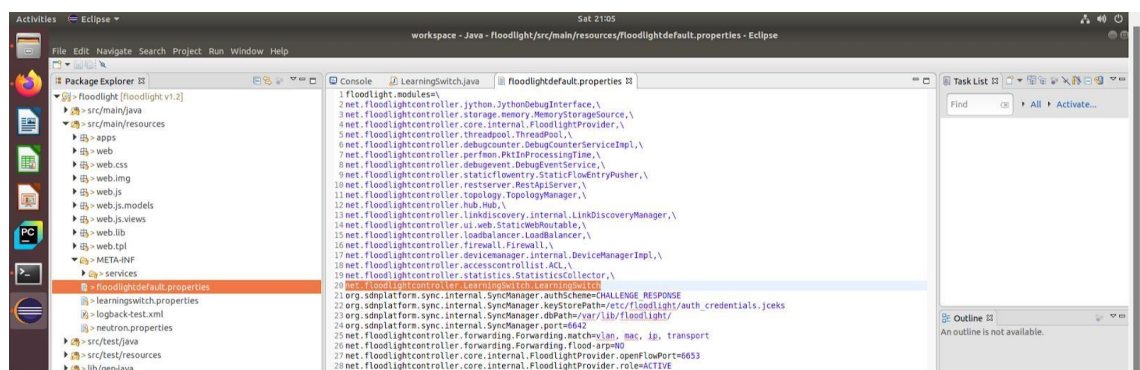 Activities Eclipse Sat 21:05
workspace - Java - floodlight/src/main/resources/floodlightdefault.properties - Eclipse
File Edit Navigate Search Project Run Window Help
Package Explorer
> floodlight [floodlight v1.2]
> src/main/java
> src/main/resources
> apps
> web
> web.css
> web.img
> web.js
> web.js.models
> web.js.views
> web.lib
> web.tpl
> META-INF
> services
> floodlightdefault.properties
> learningswitch.properties
> logback-test.xml
> neutron.properties
> src/test/java
> src/test/resources
> lib/gen-java
Console LearningSwitch.java floodlightdefault.properties
1 floodlight.modules=\
2 net.floodlightcontroller.jython.JythonDebugInterface,\
3 net.floodlightcontroller.storage.memory.MemoryStorageSource,\
4 net.floodlightcontroller.core.internal.FloodlightProvider,\
5 net.floodlightcontroller.threadpool.ThreadPool,\
6 net.floodlightcontroller.debugcounter.DebugCounterServiceImpl,\
7 net.floodlightcontroller.perfmon.PktInProcessingTime,\
8 net.floodlightcontroller.debugevent.DebugEventService,\
9 net.floodlightcontroller.staticflowentry.StaticFlowEntryPusher,\
10 net.floodlightcontroller.restserver.RestApiServer,\
11 net.floodlightcontroller.topology.TopologyManager,\
12 net.floodlightcontroller.hub.Hub,\
13 net.floodlightcontroller.linkdiscovery.internal.LinkDiscoveryManager,\
14 net.floodlightcontroller.ui.web.StaticWebRoutable,\
15 net.floodlightcontroller.loadbalancer.LoadBalancer,\
16 net.floodlightcontroller.firewall.Firewall,\
17 net.floodlightcontroller.devicemanager.internal.DeviceManagerImpl,\
18 net.floodlightcontroller.accesscontrollist.ACL,\
19 net.floodlightcontroller.statistics.StatisticsCollector,\
20 net.floodlightcontroller.LearningSwitch.LearningSwitch
21 org.sdnplatform.sync.internal.SyncManager.authScheme=CHALLENGE_RESPONSE
22 org.sdnplatform.sync.internal.SyncManager.keyStorePath=/etc/floodlight/auth_credentials.jceks
23 org.sdnplatform.sync.internal.SyncManager.dbPath=/var/lib/floodlight/
24 org.sdnplatform.sync.internal.SyncManager.port=6642
25 net.floodlightcontroller.forwarding.Forwarding.match=vlan, mac, ip, transport
26 net.floodlightcontroller.forwarding.Forwarding.flood-arp=NO
27 net.floodlightcontroller.core.internal.FloodlightProvider.openFlowPort=6653
28 net.floodlightcontroller.core.internal.FloodlightProvider.role=ACTIVE
Task List
Find All Activate...
Outline
An outline is not available.
PC